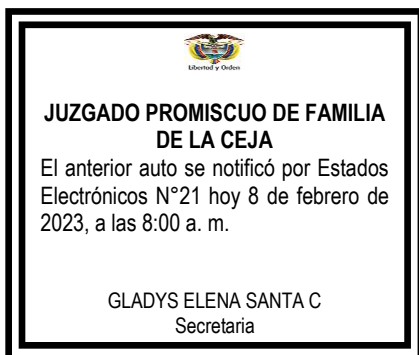 Libertad y Orden
JUZGADO PROMISCUO DE FAMILIA
DE LA CEJA
El anterior auto se notificó por Estados
Electrónicos N°21 hoy 8 de febrero de
2023, a las 8:00 a. m.
GLADYS ELENA SANTA C
Secretaria